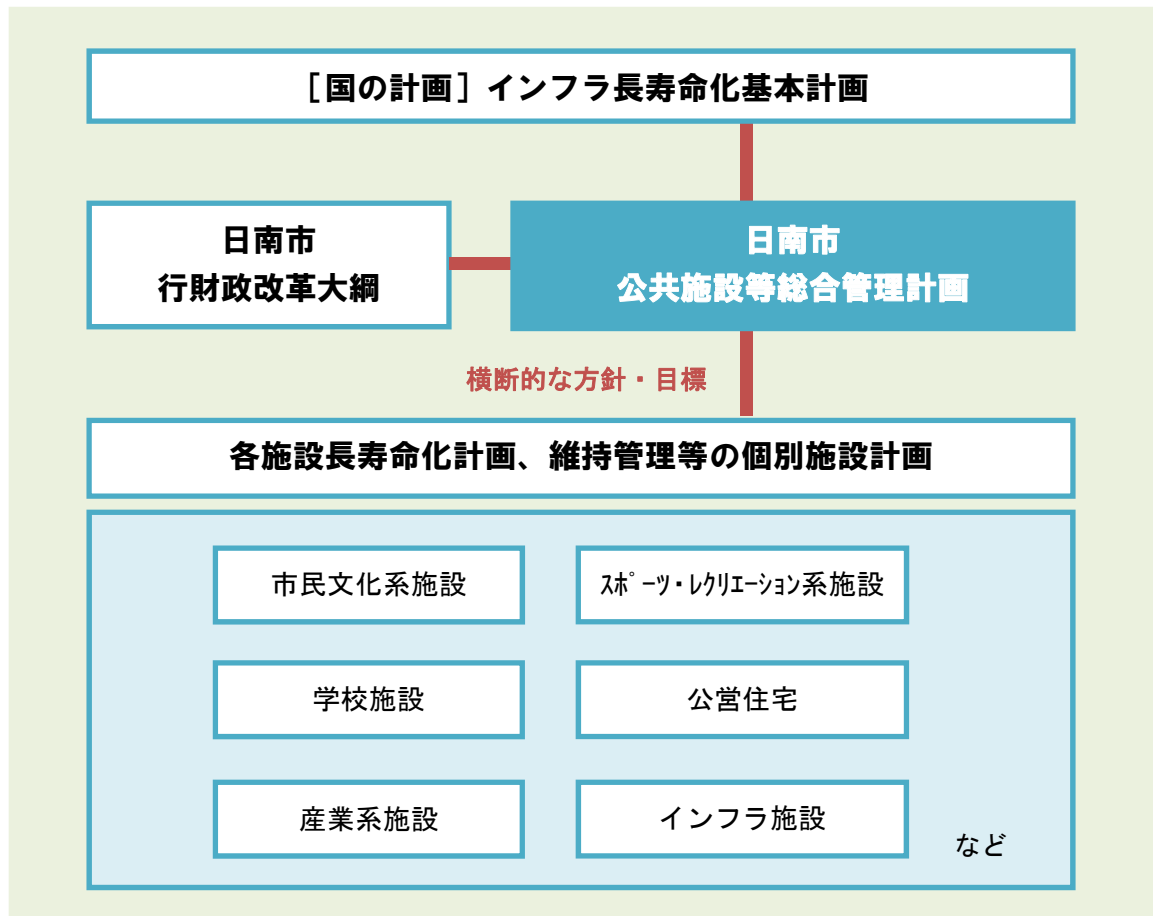 ［国の計画］インフラ長寿命化基本計画
日南市
行財政改革大綱
日南市
公共施設等総合管理計画
横断的な方針・目標
各施設長寿命化計画、維持管理等の個別施設計画
市民文化系施設
ｽﾎﾟｰﾂ・ﾚｸﾘｴｰｼｮﾝ系施設
学校施設
公営住宅
産業系施設
インフラ施設
など